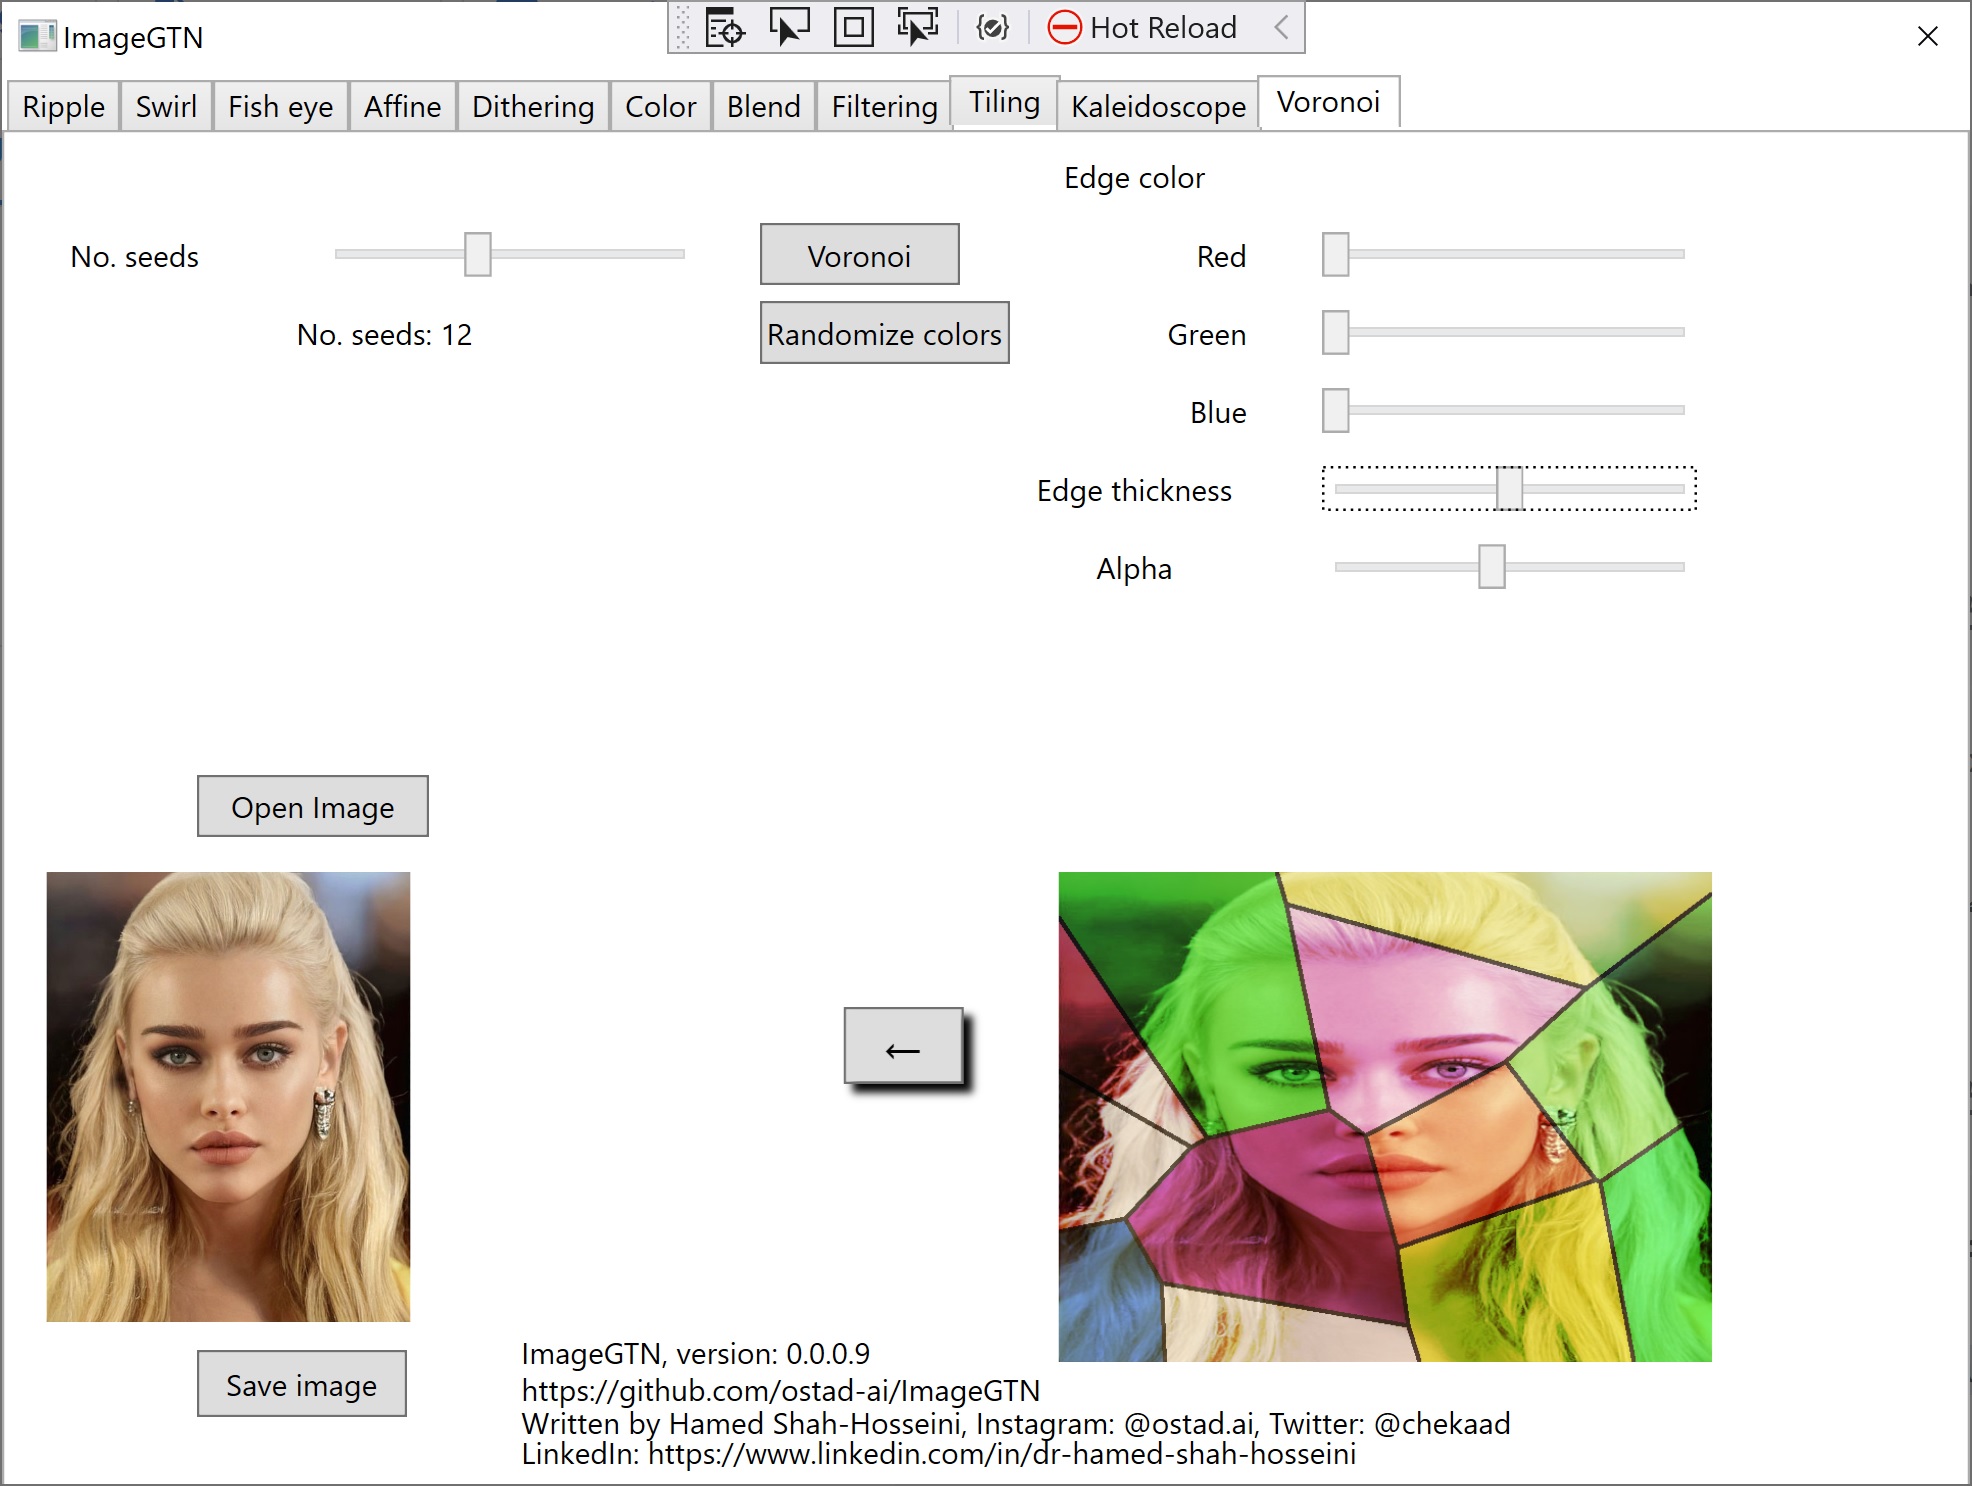 ImageGTN
Hot Reload
Ripple Swirl Fish eye Affine Dithering Color Blend Filtering Tiling Kaleidoscope Voronoi
Edge color
No. seeds
Voronoi
Red
No. seeds: 12
Randomize colors
Green
Blue
Edge thickness
Alpha
Open Image
←
Save image
ImageGTN, version: 0.0.0.9
https://github.com/ostad-ai/ImageGTN
Written by Hamed Shah-Hosseini, Instagram: @ostad.ai, Twitter: @chekaad
LinkedIn: https://www.linkedin.com/in/dr-hamed-shah-hosseini